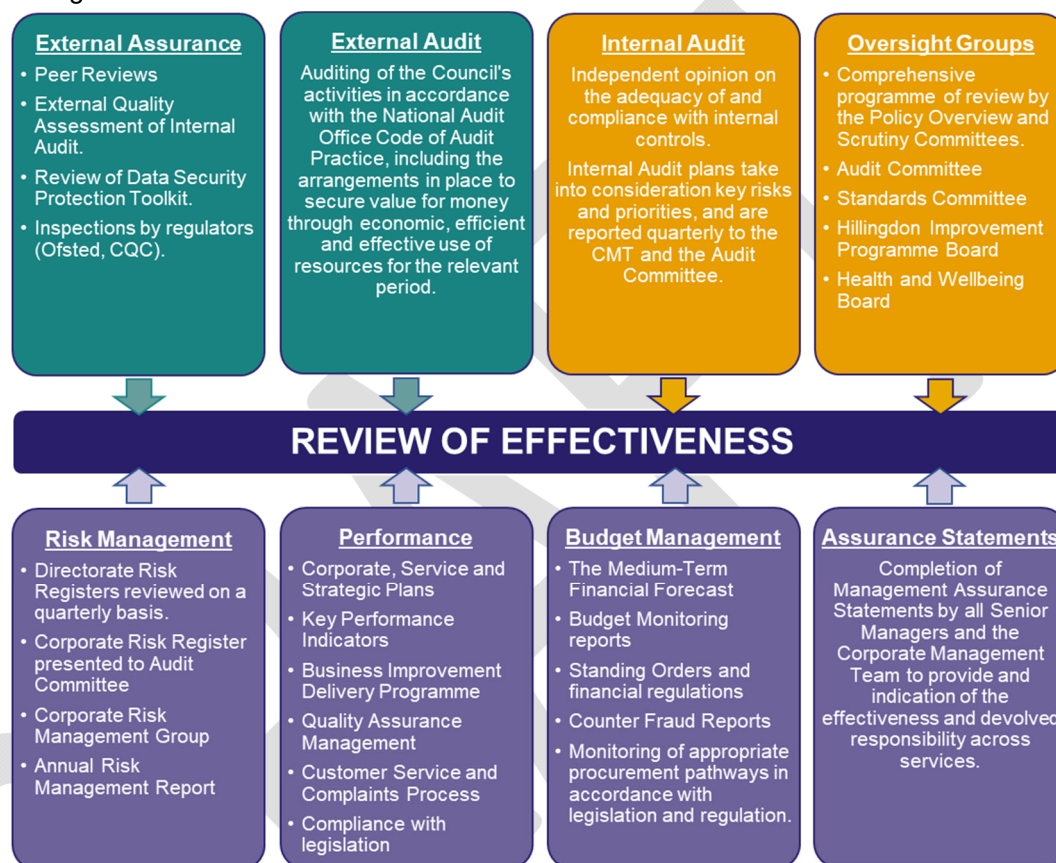 External Assurance
• Peer Reviews
• External Quality
Assessment of Internal
Audit.
• Review of Data Security
Protection Toolkit.
• Inspections by regulators
(Ofsted, CQC).
External Audit
Auditing of the Council's
activities in accordance
with the National Audit
Office Code of Audit
Practice, including the
arrangements in place to
secure value for money
through economic, efficient
and effective use of
resources for the relevant
period.
Internal Audit
Independent opinion on
the adequacy of and
compliance with internal
controls.
Internal Audit plans take
into consideration key risks
and priorities, and are
reported quarterly to the
CMT and the Audit
Committee.
Oversight Groups
• Comprehensive
programme of review by
the Policy Overview and
Scrutiny Committees.
• Audit Committee
• Standards Committee
• Hillingdon Improvement
Programme Board
• Health and Wellbeing
Board
REVIEW OF EFFECTIVENESS
Risk Management
• Directorate Risk
Registers reviewed on a
quarterly basis.
• Corporate Risk Register
presented to Audit
Committee
• Corporate Risk
Management Group
• Annual Risk
Management Report
Performance
• Corporate, Service and
Strategic Plans
• Key Performance
Indicators
• Business Improvement
Delivery Programme
• Quality Assurance
Management
• Customer Service and
Complaints Process
• Compliance with
legislation
Budget Management
• The Medium-Term
Financial Forecast
• Budget Monitoring
reports
• Standing Orders and
financial regulations
• Counter Fraud Reports
• Monitoring of appropriate
procurement pathways in
accordance with
legislation and regulation.
Assurance Statements
Completion of
Management Assurance
Statements by all Senior
Managers and the
Corporate Management
Team to provide and
indication of the
effectiveness and devolved
responsibility across
services.